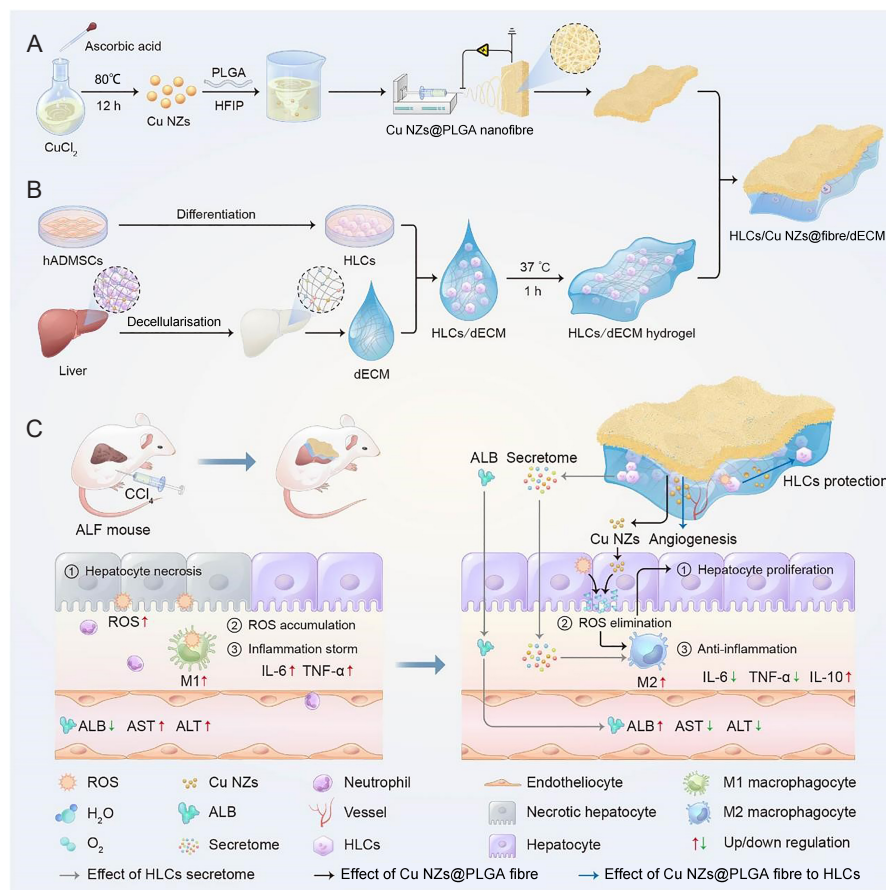 A
Ascorbic acid
80℃
12 h
CuCl₂
Cu NZs
PLGA
HFIP
Cu NZs@PLGA nanofibre
HLCs/Cu NZs@fibre/dECM
B
Differentiation
hADMSCs
HLCs
Decellularisation
Liver
dECM
HLCs/dECM
37 ℃
1 h
HLCs/dECM hydrogel
C
CCl₄
ALF mouse
ALB Secretome
HLCs protection
Cu NZs Angiogenesis
① Hepatocyte necrosis
ROS↑
② ROS accumulation
③ Inflammation storm
M1↑
IL-6↑ TNF-α↑
ALB↓ AST↑ ALT↑
① Hepatocyte proliferation
② ROS elimination
③ Anti-inflammation
M2↑
IL-6↓ TNF-α↓ IL-10↑
ALB↑ AST↓ ALT↓
ROS Cu NZs Neutrophil Endotheliocyte M1 macrophagocyte
H₂O ALB Vessel Necrotic hepatocyte M2 macrophagocyte
O₂ Secretome HLCs Hepatocyte ↑↓ Up/down regulation
Effect of HLCs secretome Effect of Cu NZs@PLGA fibre Effect of Cu NZs@PLGA fibre to HLCs